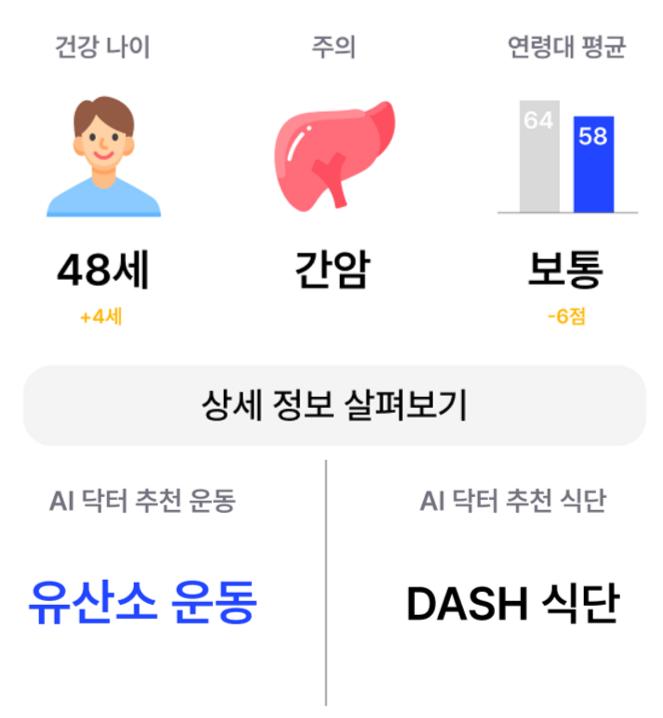 건강 나이
주의
연령대 평균
64
58
48세
간암
보통
+4세
-6점
상세 정보 살펴보기
AI 닥터 추천 운동
AI 닥터 추천 식단
유산소 운동
DASH 식단